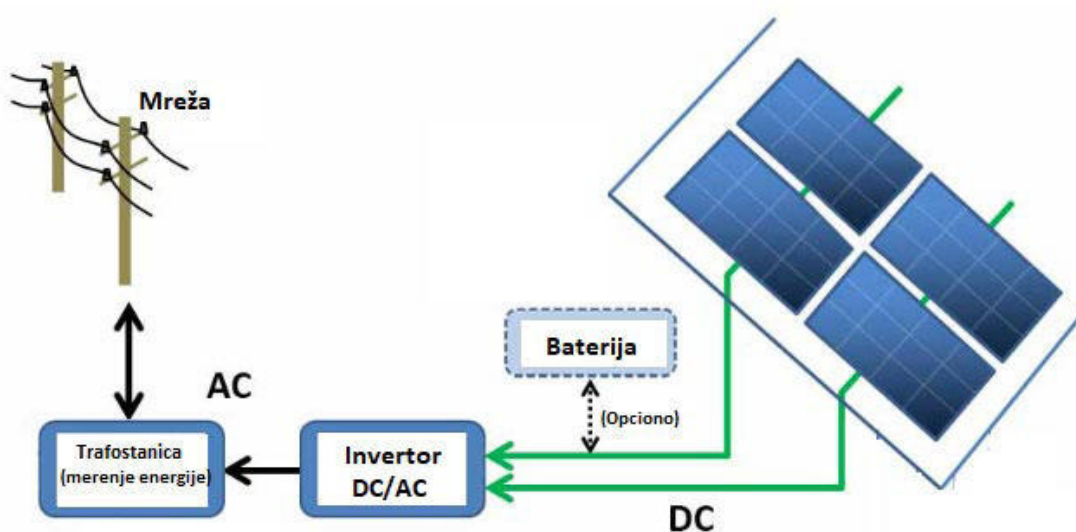 Mreža
Baterija
(Opciono)
AC
Trafostanica
(merenje energije)
Invertor
DC/AC
DC